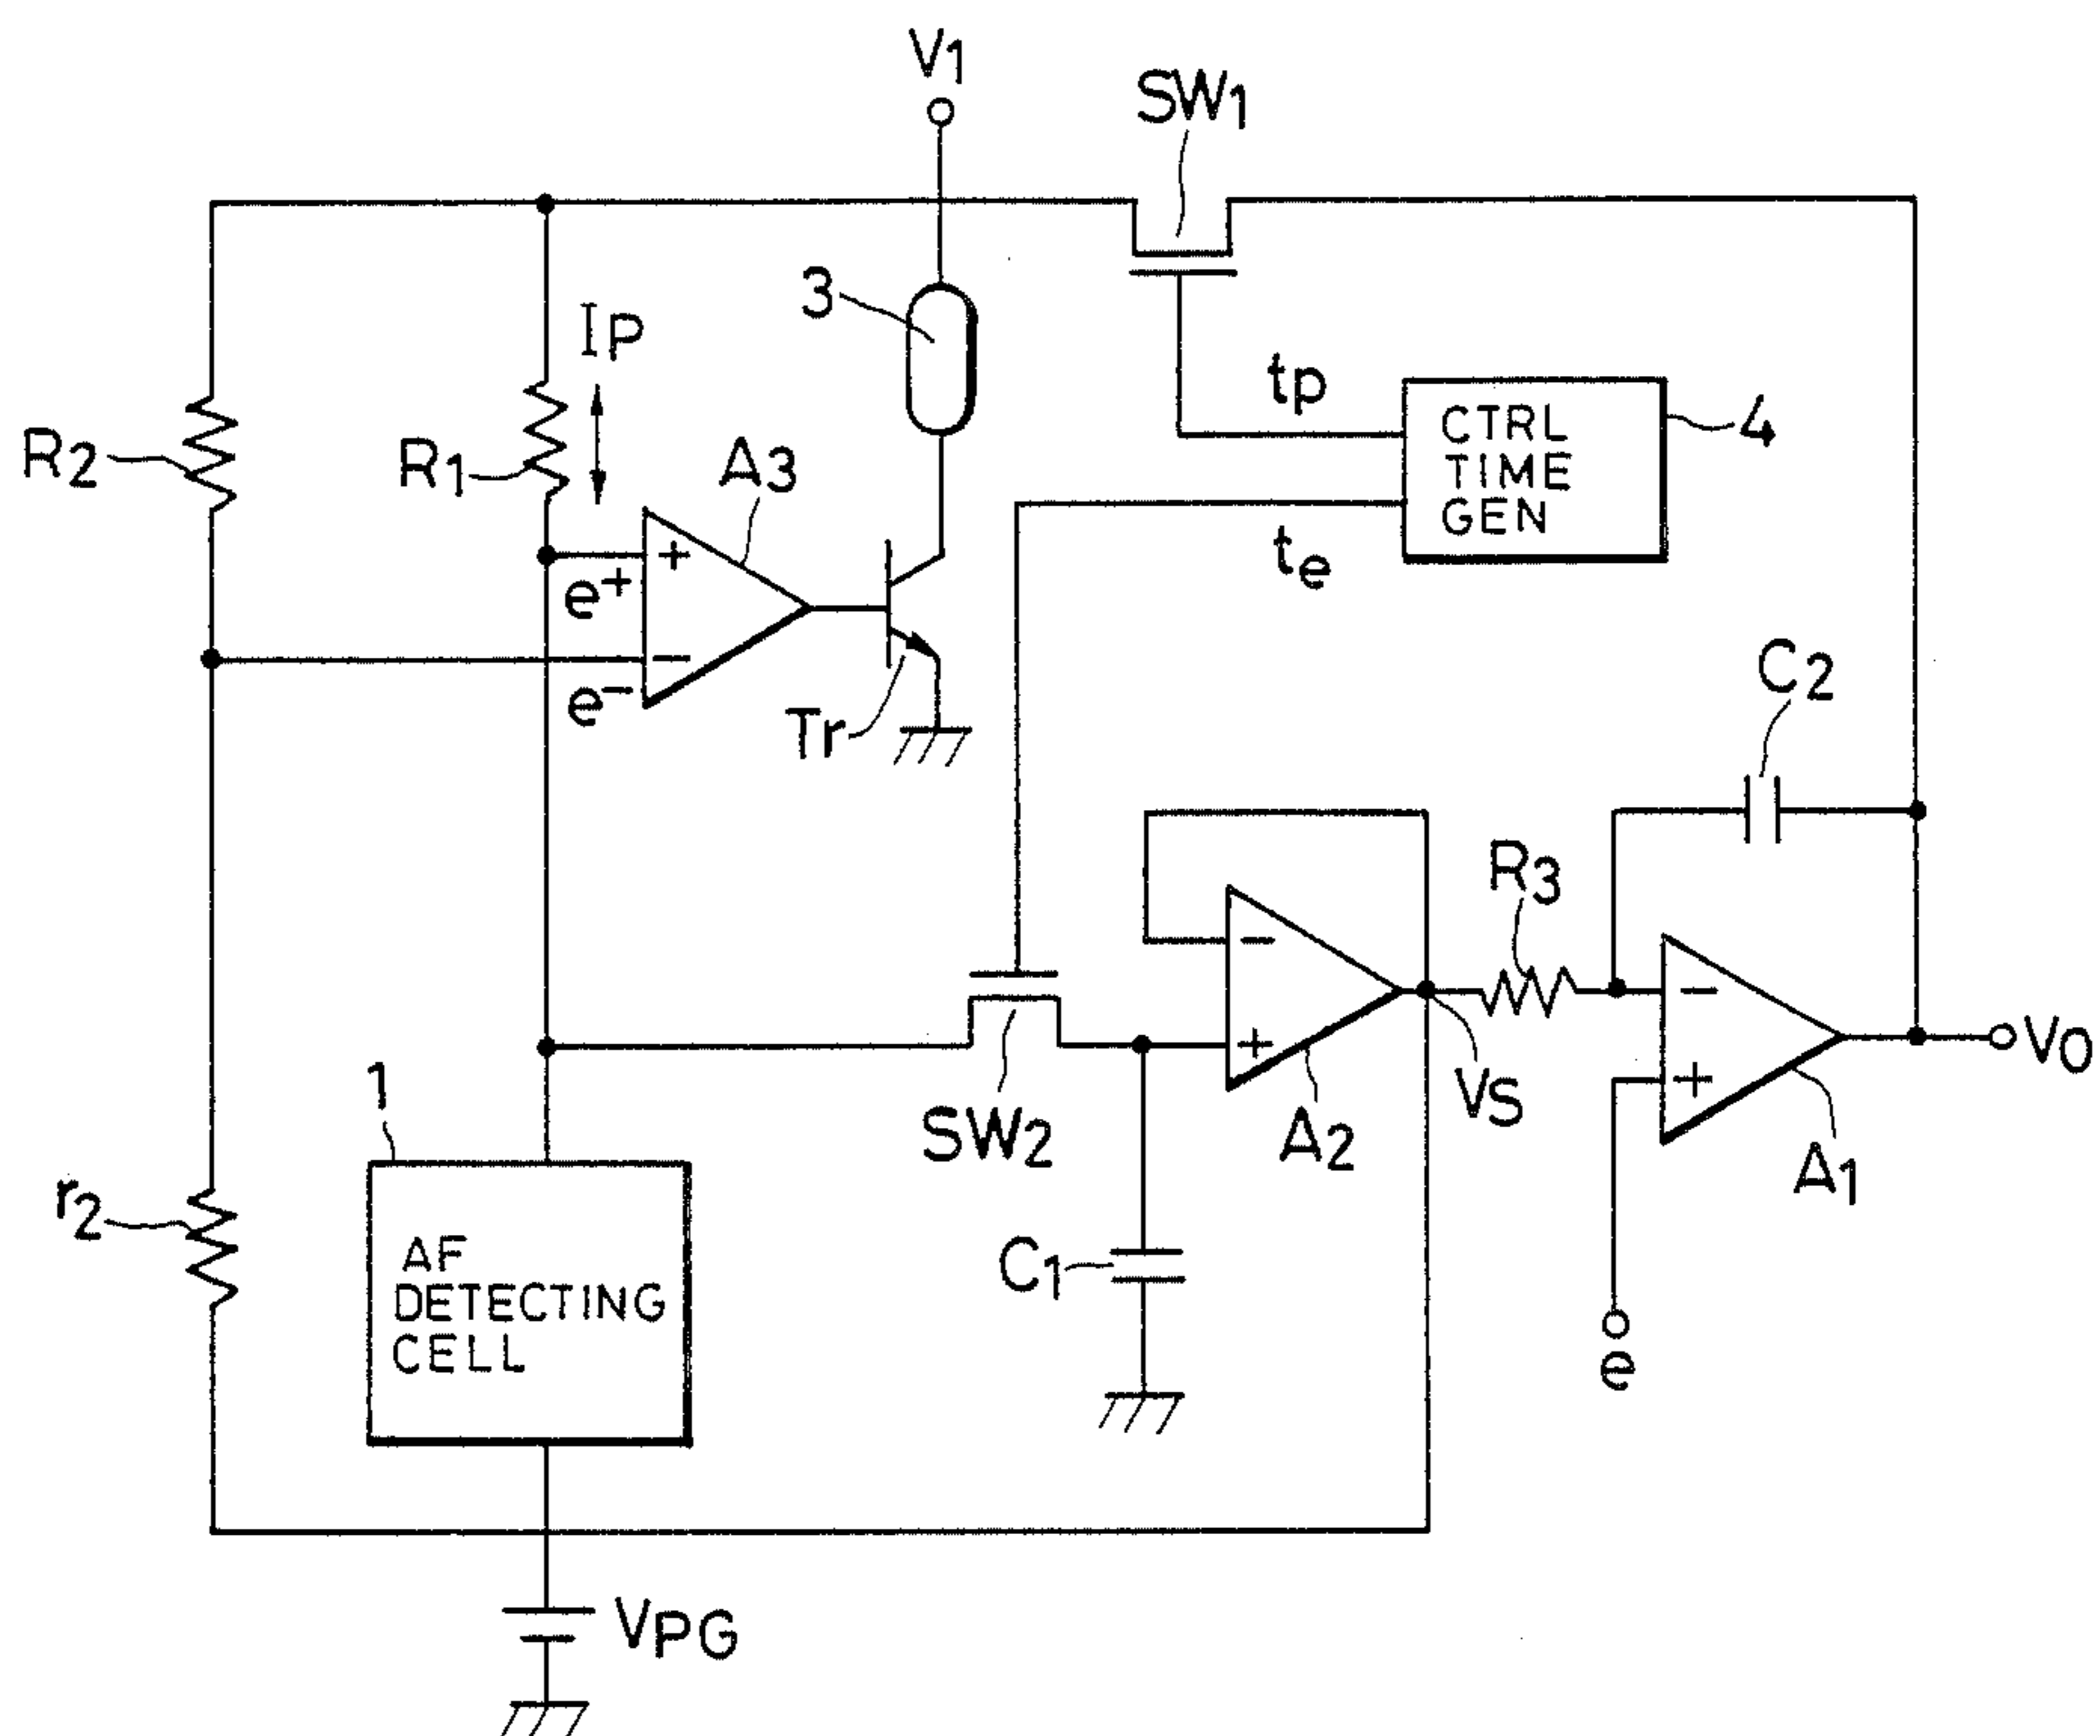 V1
SW1
3
IP
tp
CTRL
TIME
GEN
4
R2
R1
A3
+
e+
te
−
e−
Tr
C2
R3
−
−
+
VS
+
VO
1
SW2
A2
A1
r2
AF
DETECTING
CELL
C1
e
VPG